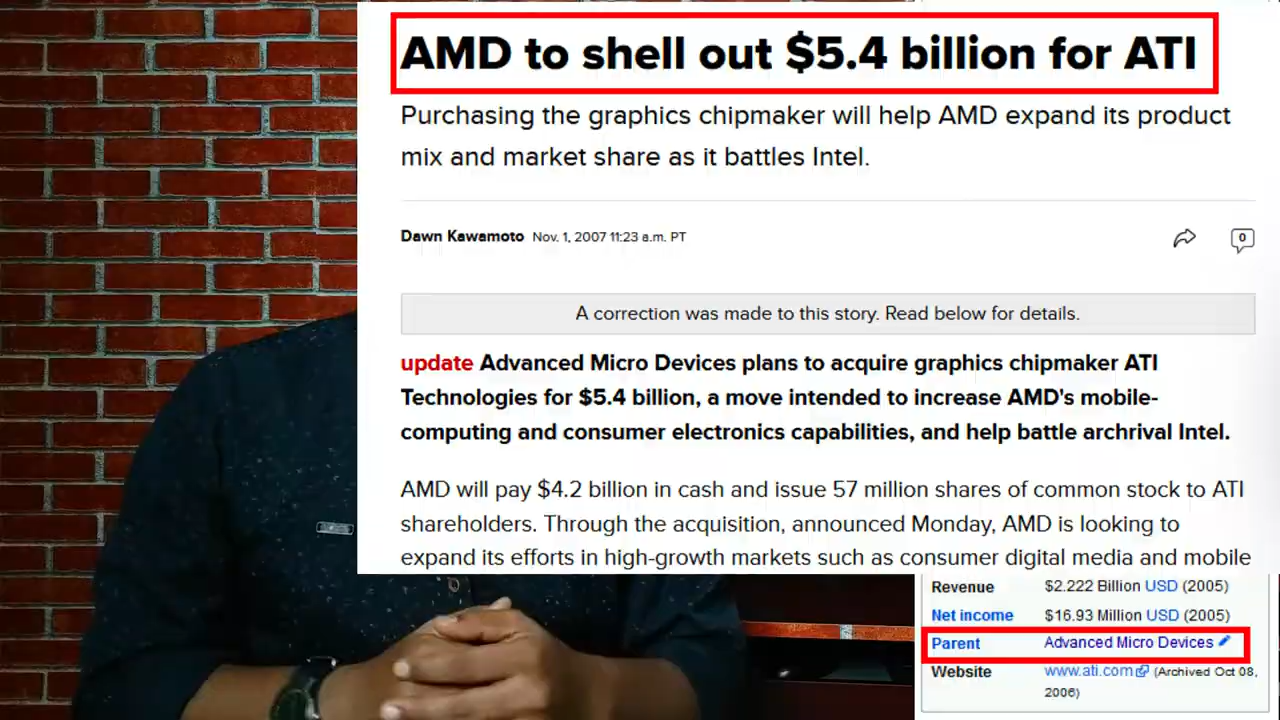 AMD to shell out $5.4 billion for ATI
Purchasing the graphics chipmaker will help AMD expand its product
mix and market share as it battles Intel.
Dawn Kawamoto Nov. 1, 2007 11:23 a.m. PT
0
A correction was made to this story. Read below for details.
update Advanced Micro Devices plans to acquire graphics chipmaker ATI
Technologies for $5.4 billion, a move intended to increase AMD's mobile-
computing and consumer electronics capabilities, and help battle archrival Intel.
AMD will pay $4.2 billion in cash and issue 57 million shares of common stock to ATI
shareholders. Through the acquisition, announced Monday, AMD is looking to
expand its efforts in high-growth markets such as consumer digital media and mobile
Revenue $2.222 Billion USD (2005)
Net income $16.93 Million USD (2005)
Parent Advanced Micro Devices
Website www.ati.com (Archived Oct 08,
2006)